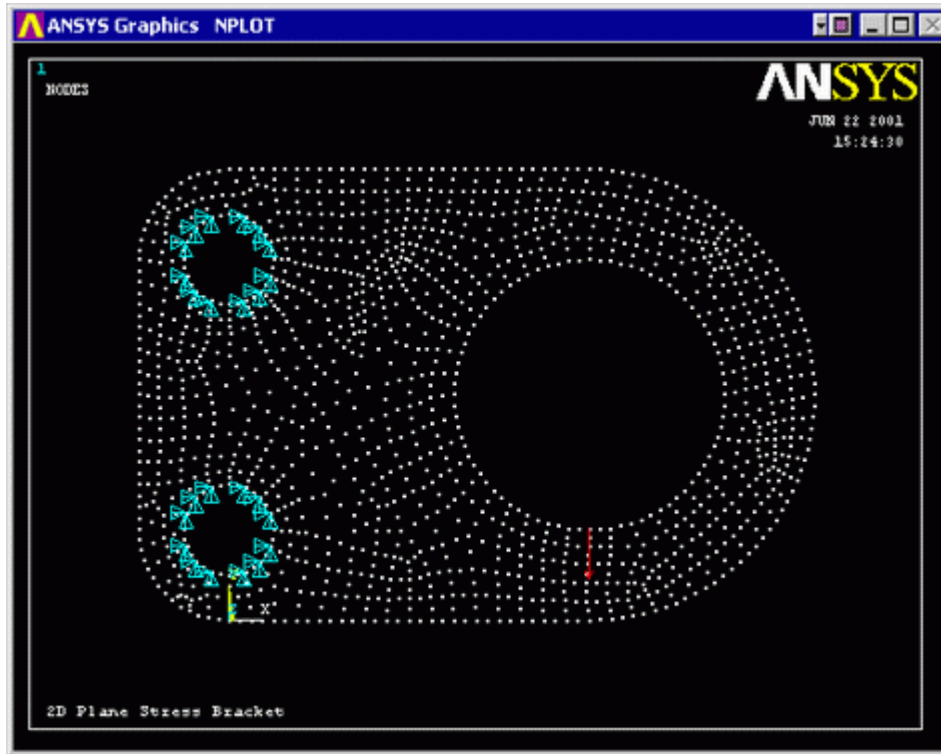 ANSYS Graphics NPLOT
1
NODES
ANSYS
JUN 22 2001
15:24:30
X
2D Plane Stress Bracket